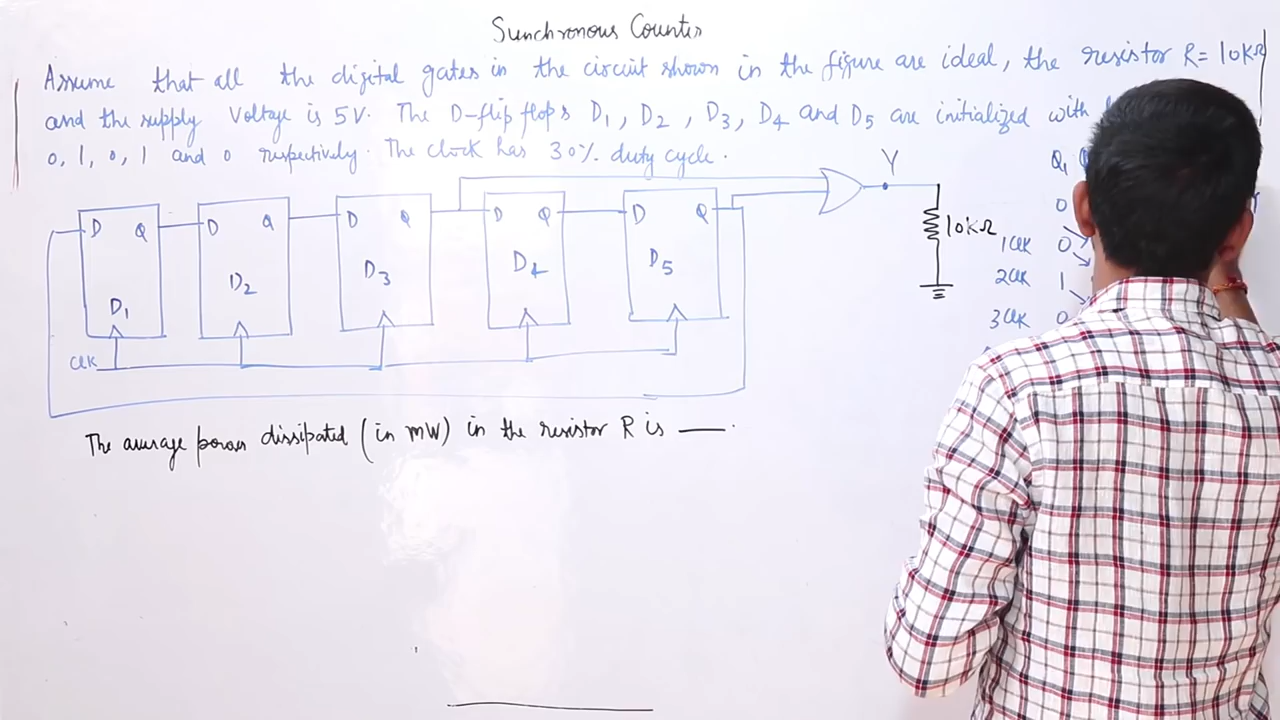 Sunchronous Counter
Assume that all the digital gates in the circuit shown in the figure are ideal, the resistor R = 10KΩ
and the supply Voltage is 5V. The D-flip flops D1, D2, D3, D4 and D5 are initialized with
0, 1, 0, 1 and 0 respectively. The clock has 30% duty cycle.
Y
Q1
D Q D Q D Q D Q D Q
0
10KΩ
1clk 0
D1 D2 D3 D4 D5
2clk 1
3clk 0
clk
The average power dissipated (in mW) in the resistor R is ___.